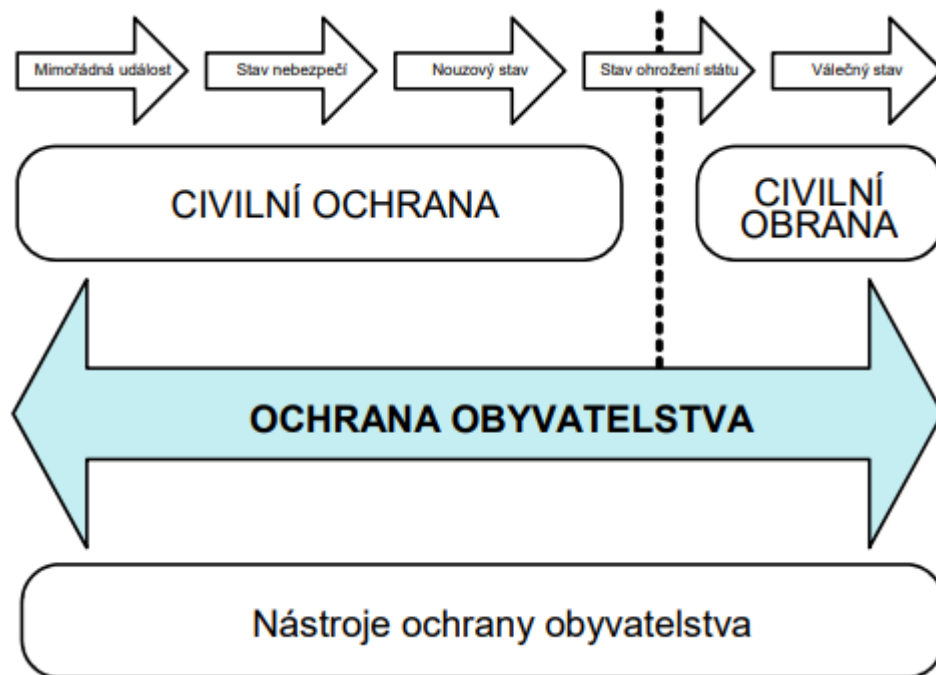 Mimořádná událost
Stav nebezpečí
Nouzový stav
Stav ohrožení státu
Válečný stav
CIVILNÍ OCHRANA
CIVILNÍ
OBRANA
OCHRANA OBYVATELSTVA
Nástroje ochrany obyvatelstva